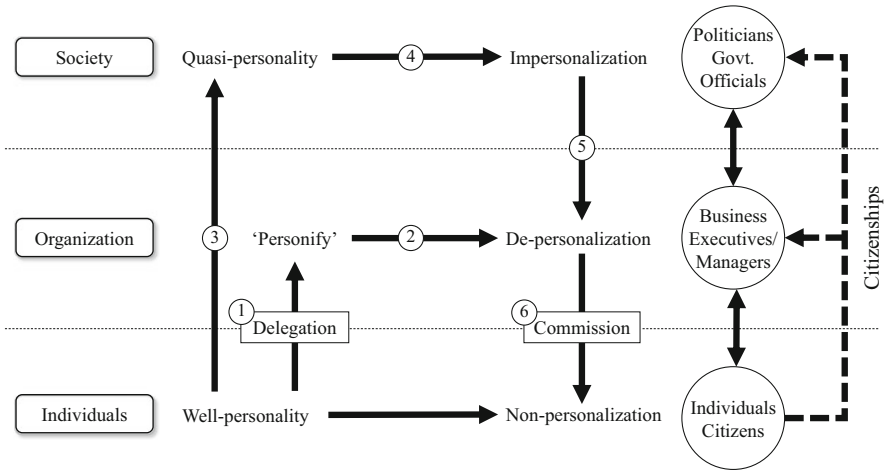 Society
Quasi-personality
4
Impersonalization
Politicians
Govt.
Officials
5
Organization
3
'Personify'
2
De-personalization
Business
Executives/
Managers
Citizenships
1
Delegation
6
Commission
Individuals
Well-personality
Non-personalization
Individuals
Citizens